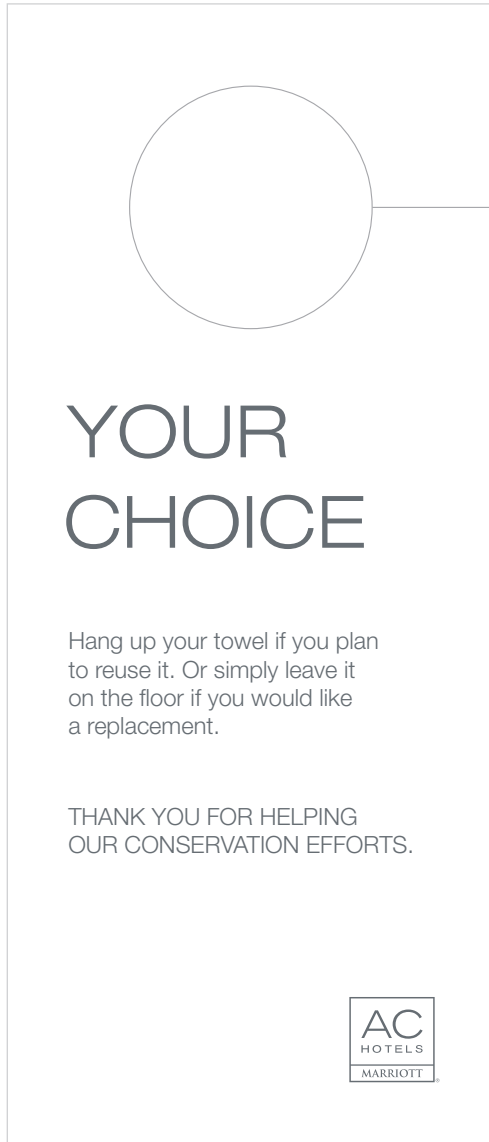 YOUR
CHOICE
Hang up your towel if you plan
to reuse it. Or simply leave it
on the floor if you would like
a replacement.
THANK YOU FOR HELPING
OUR CONSERVATION EFFORTS.
AC
HOTELS
MARRIOTT®